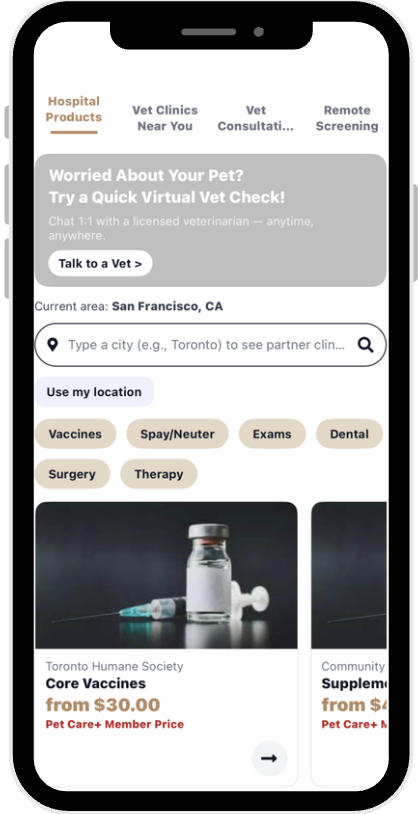 Hospital
Products
Vet Clinics
Near You
Vet
Consultati...
Remote
Screening
Worried About Your Pet?
Try a Quick Virtual Vet Check!
Chat 1:1 with a licensed veterinarian — anytime,
anywhere.
Talk to a Vet >
Current area: San Francisco, CA
Type a city (e.g., Toronto) to see partner clin...
Use my location
Vaccines
Spay/Neuter
Exams
Dental
Surgery
Therapy
Toronto Humane Society
Core Vaccines
from $30.00
Pet Care+ Member Price
Community
Suppleme
from $4
Pet Care+ M